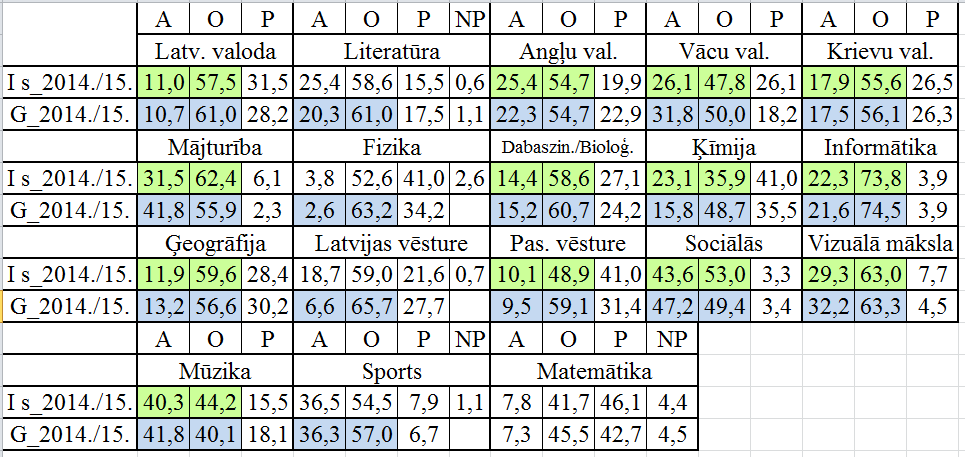 A O P A O P NP A O P A O P A O P
Latv. valoda Literatūra Angļu val. Vācu val. Krievu val.
I s_2014./15. 11,0 57,5 31,5 25,4 58,6 15,5 0,6 25,4 54,7 19,9 26,1 47,8 26,1 17,9 55,6 26,5
G_2014./15. 10,7 61,0 28,2 20,3 61,0 17,5 1,1 22,3 54,7 22,9 31,8 50,0 18,2 17,5 56,1 26,3
Mājturība Fizika Dabaszin./Bioloģ. Ķīmija Informātika
I s_2014./15. 31,5 62,4 6,1 3,8 52,6 41,0 2,6 14,4 58,6 27,1 23,1 35,9 41,0 22,3 73,8 3,9
G_2014./15. 41,8 55,9 2,3 2,6 63,2 34,2 15,2 60,7 24,2 15,8 48,7 35,5 21,6 74,5 3,9
Ģeogrāfija Latvijas vēsture Pas. vēsture Sociālās Vizuālā māksla
I s_2014./15. 11,9 59,6 28,4 18,7 59,0 21,6 0,7 10,1 48,9 41,0 43,6 53,0 3,3 29,3 63,0 7,7
G_2014./15. 13,2 56,6 30,2 6,6 65,7 27,7 9,5 59,1 31,4 47,2 49,4 3,4 32,2 63,3 4,5
A O P A O P NP A O P NP
Mūzika Sports Matemātika
I s_2014./15. 40,3 44,2 15,5 36,5 54,5 7,9 1,1 7,8 41,7 46,1 4,4
G_2014./15. 41,8 40,1 18,1 36,3 57,0 6,7 7,3 45,5 42,7 4,5